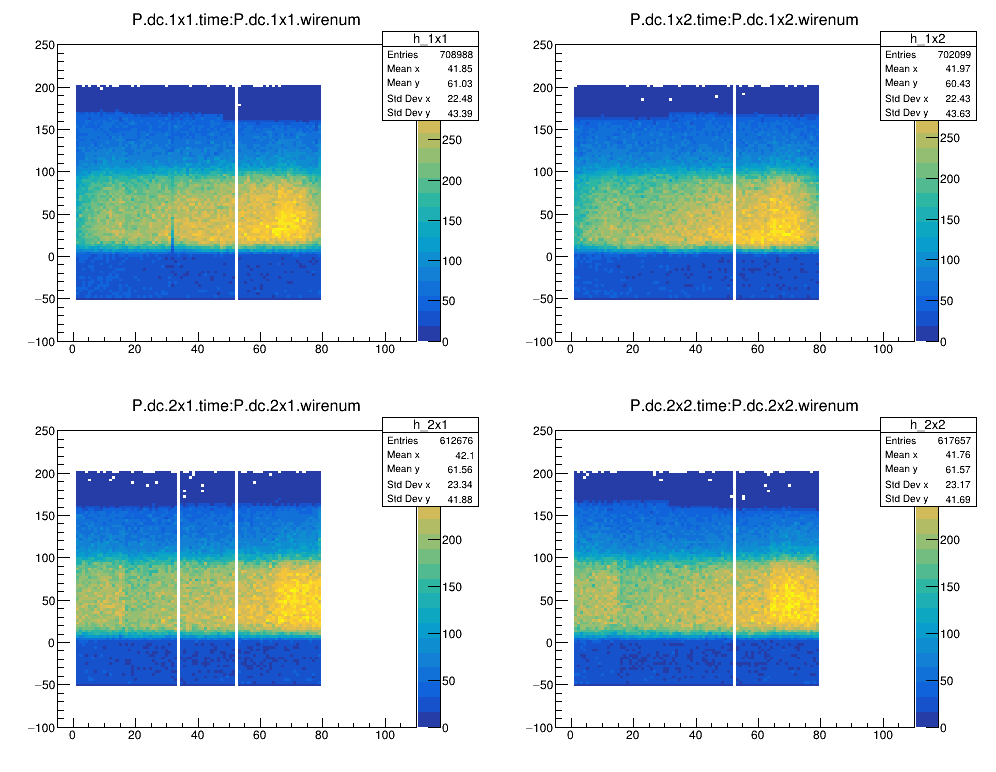 P.dc.1x1.time:P.dc.1x1.wirenum
h_1x1
Entries 708988
Mean x 41.85
Mean y 61.03
Std Dev x 22.48
Std Dev y 43.39
250
200
150
100
50
0
−50
−100
0 20 40 60 80 100
250
200
150
100
50
0
P.dc.1x2.time:P.dc.1x2.wirenum
h_1x2
Entries 702099
Mean x 41.97
Mean y 60.43
Std Dev x 22.43
Std Dev y 43.63
250
200
150
100
50
0
−50
−100
0 20 40 60 80 100
250
200
150
100
50
0
P.dc.2x1.time:P.dc.2x1.wirenum
h_2x1
Entries 612676
Mean x 42.1
Mean y 61.56
Std Dev x 23.34
Std Dev y 41.88
250
200
150
100
50
0
−50
−100
0 20 40 60 80 100
200
150
100
50
0
P.dc.2x2.time:P.dc.2x2.wirenum
h_2x2
Entries 617657
Mean x 41.76
Mean y 61.57
Std Dev x 23.17
Std Dev y 41.69
250
200
150
100
50
0
−50
−100
0 20 40 60 80 100
200
150
100
50
0